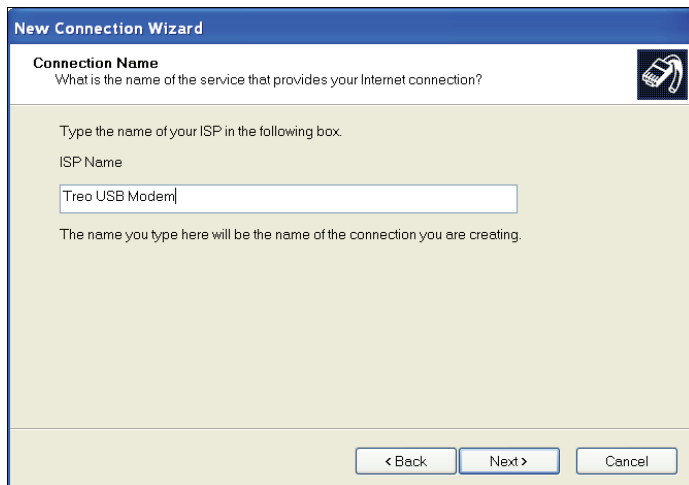 New Connection Wizard
Connection Name
What is the name of the service that provides your Internet connection?
Type the name of your ISP in the following box.
ISP Name
Treo USB Modem
The name you type here will be the name of the connection you are creating.
< Back Next > Cancel